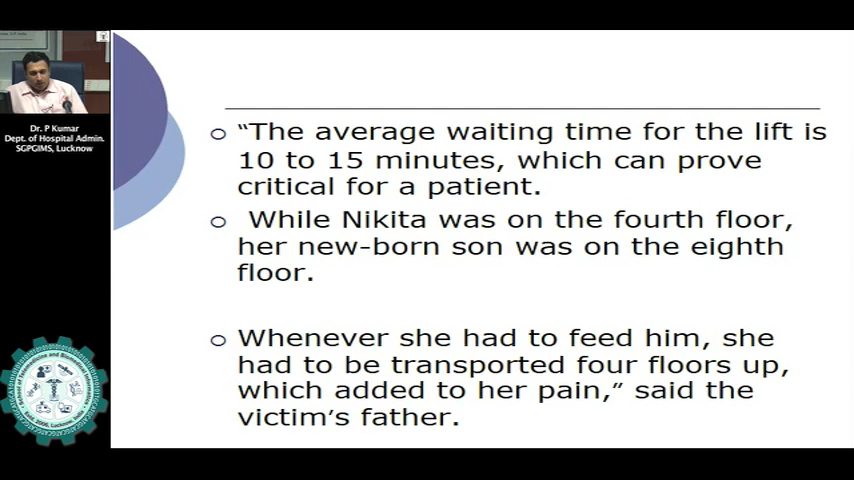 Dr. P Kumar
Dept. of Hospital Admin.
SGPGIMS, Lucknow
“The average waiting time for the lift is
10 to 15 minutes, which can prove
critical for a patient.
While Nikita was on the fourth floor,
her new-born son was on the eighth
floor.
Whenever she had to feed him, she
had to be transported four floors up,
which added to her pain,” said the
victim’s father.